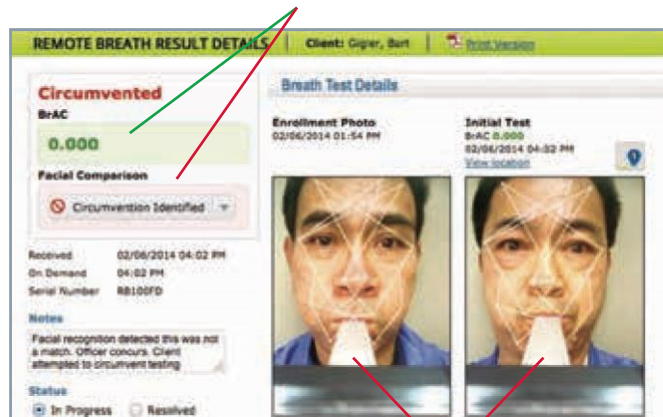 REMOTE BREATH RESULT DETAILS | Client: Gigler, Burt | Print Version
Circumvented
BrAC
0.000
Facial Comparison
Circumvention Identified
Received 02/06/2014 04:02 PM
On Demand 04:02 PM
Serial Number RB100FD
Notes
Facial recognition detected this was not
a match. Officer concurs. Client
attempted to circumvent testing
Status
In Progress Resolved
Breath Test Details
Enrollment Photo
02/06/2014 01:54 PM
Initial Test
BrAC 0.000
02/06/2014 04:02 PM
View location